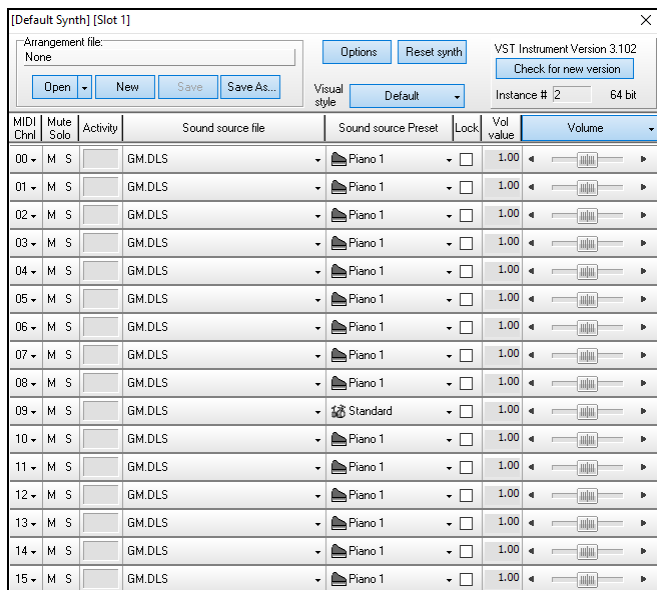 [Default Synth] [Slot 1]
Arrangement file:
None
Open New Save Save As...
Options Reset synth
Visual style Default
VST Instrument Version 3.102
Check for new version
Instance # 2 64 bit
MIDI Chnl Mute Solo Activity Sound source file Sound source Preset Lock Vol value Volume
00 M S GM.DLS Piano 1 1.00
01 M S GM.DLS Piano 1 1.00
02 M S GM.DLS Piano 1 1.00
03 M S GM.DLS Piano 1 1.00
04 M S GM.DLS Piano 1 1.00
05 M S GM.DLS Piano 1 1.00
06 M S GM.DLS Piano 1 1.00
07 M S GM.DLS Piano 1 1.00
08 M S GM.DLS Piano 1 1.00
09 M S GM.DLS Standard 1.00
10 M S GM.DLS Piano 1 1.00
11 M S GM.DLS Piano 1 1.00
12 M S GM.DLS Piano 1 1.00
13 M S GM.DLS Piano 1 1.00
14 M S GM.DLS Piano 1 1.00
15 M S GM.DLS Piano 1 1.00